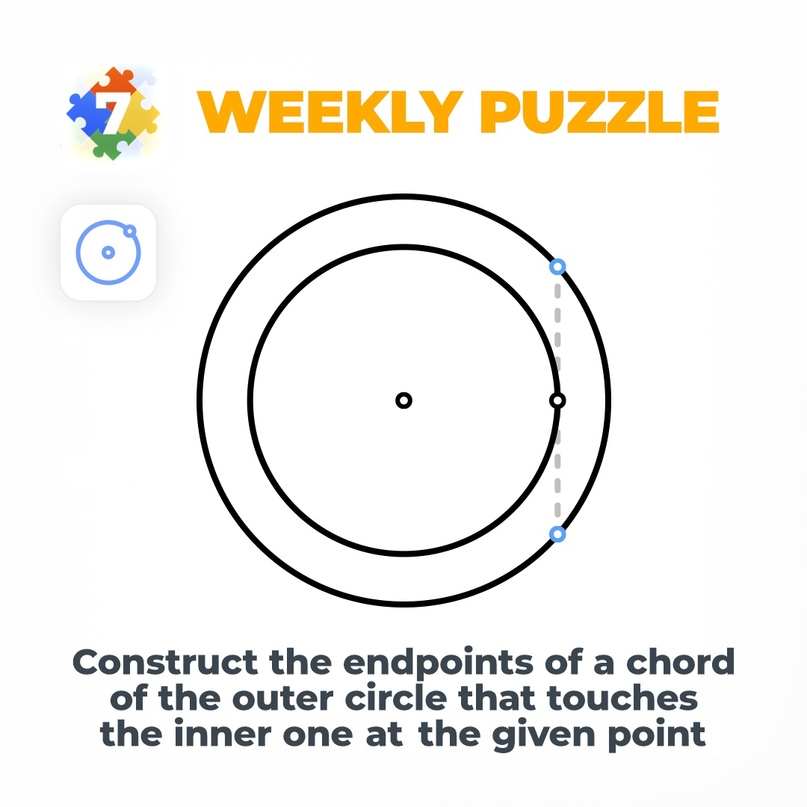 7
WEEKLY PUZZLE
Construct the endpoints of a chord
of the outer circle that touches
the inner one at the given point